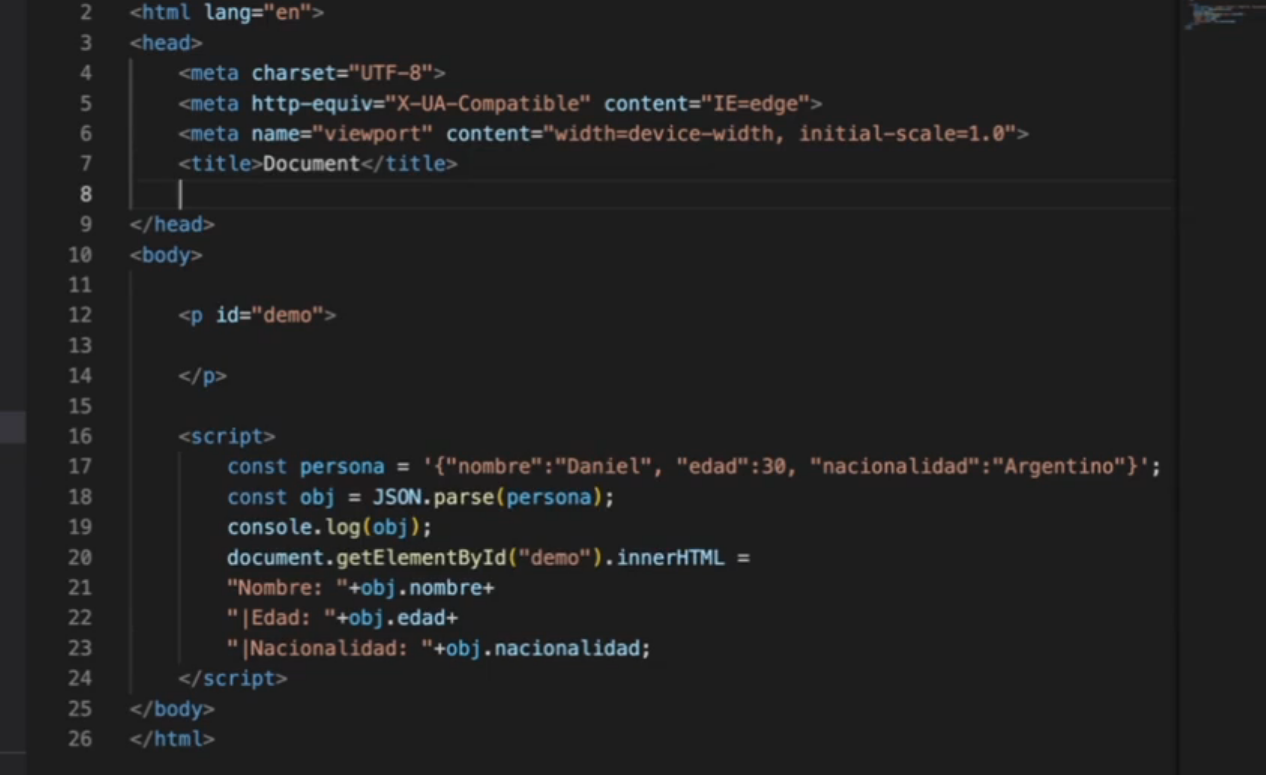 2 <html lang="en">
3 <head>
4 <meta charset="UTF-8">
5 <meta http-equiv="X-UA-Compatible" content="IE=edge">
6 <meta name="viewport" content="width=device-width, initial-scale=1.0">
7 <title>Document</title>
8
9 </head>
10 <body>
11
12 <p id="demo">
13
14 </p>
15
16 <script>
17 const persona = '{"nombre":"Daniel", "edad":30, "nacionalidad":"Argentino"}';
18 const obj = JSON.parse(persona);
19 console.log(obj);
20 document.getElementById("demo").innerHTML =
21 "Nombre: "+obj.nombre+
22 "|Edad: "+obj.edad+
23 "|Nacionalidad: "+obj.nacionalidad;
24 </script>
25 </body>
26 </html>